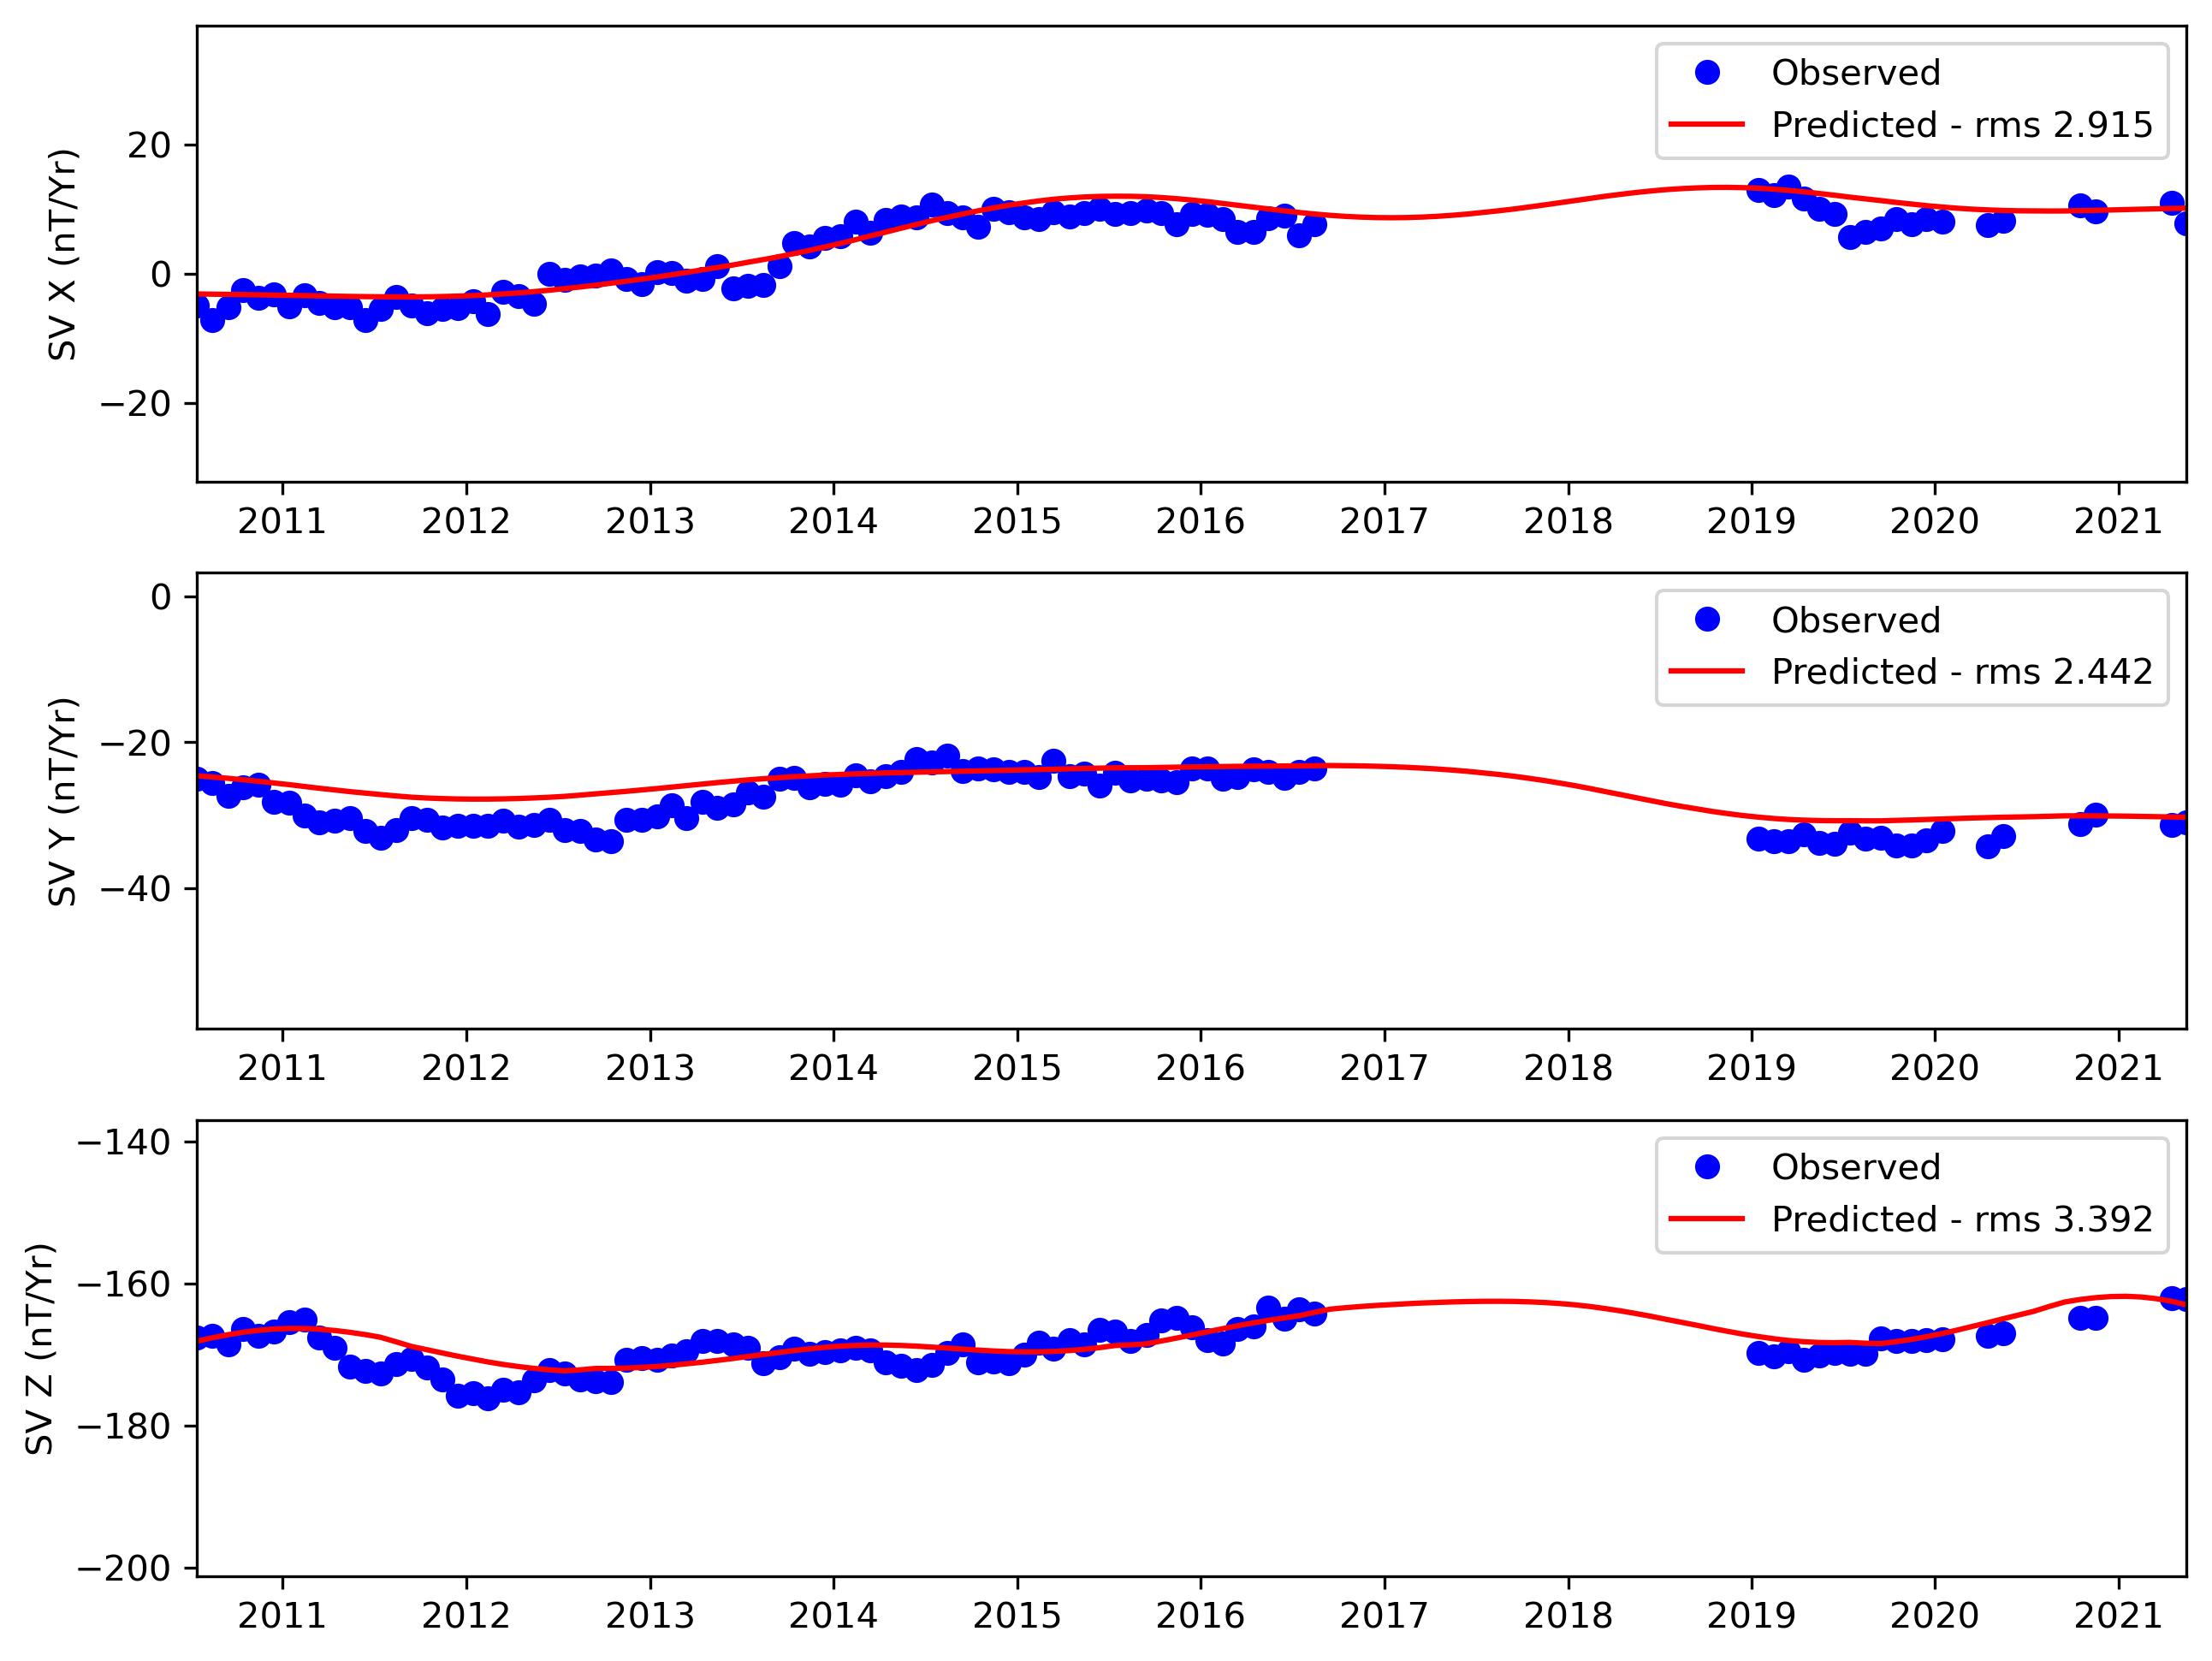 SV X (nT/Yr)
20
0
−20
Observed
Predicted - rms 2.915
2011 2012 2013 2014 2015 2016 2017 2018 2019 2020 2021
SV Y (nT/Yr)
0
−20
−40
Observed
Predicted - rms 2.442
2011 2012 2013 2014 2015 2016 2017 2018 2019 2020 2021
SV Z (nT/Yr)
−140
−160
−180
−200
Observed
Predicted - rms 3.392
2011 2012 2013 2014 2015 2016 2017 2018 2019 2020 2021